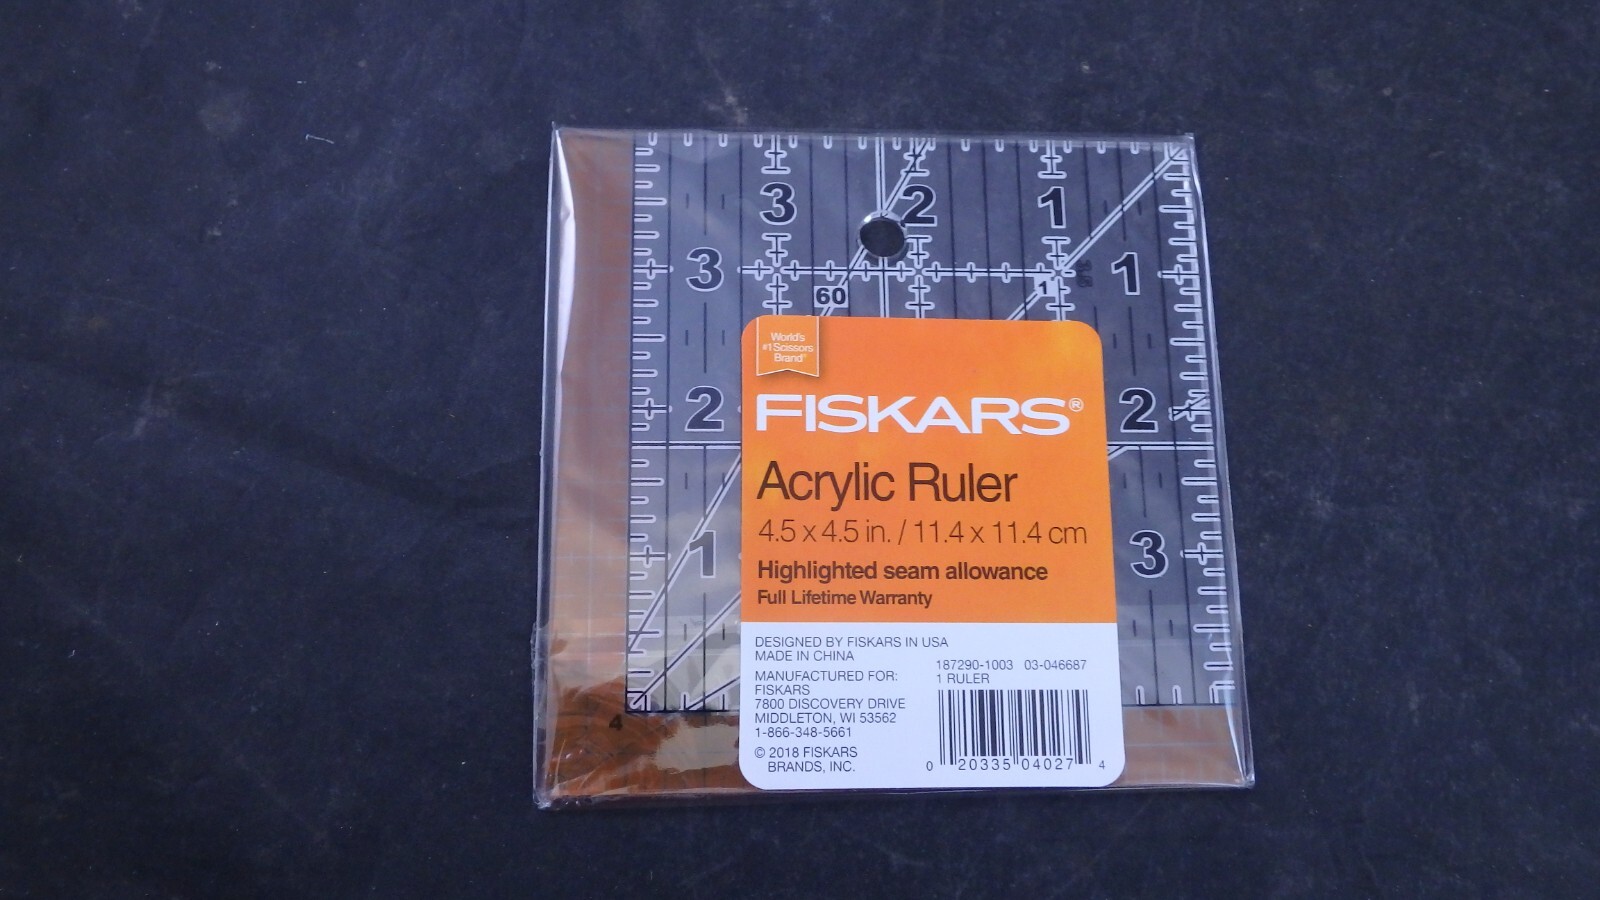 3 2 1
3 1
60
1
World's
#1 Scissors
Brand®
FISKARS®
2 2
Acrylic Ruler
4.5 x 4.5 in. / 11.4 x 11.4 cm
1 3
Highlighted seam allowance
Full Lifetime Warranty
DESIGNED BY FISKARS IN USA
MADE IN CHINA
MANUFACTURED FOR:
FISKARS
7800 DISCOVERY DRIVE
MIDDLETON, WI 53562
1-866-348-5661
© 2018 FISKARS
BRANDS, INC.
187290-1003 03-046687
1 RULER
0 20335 04027 4
4